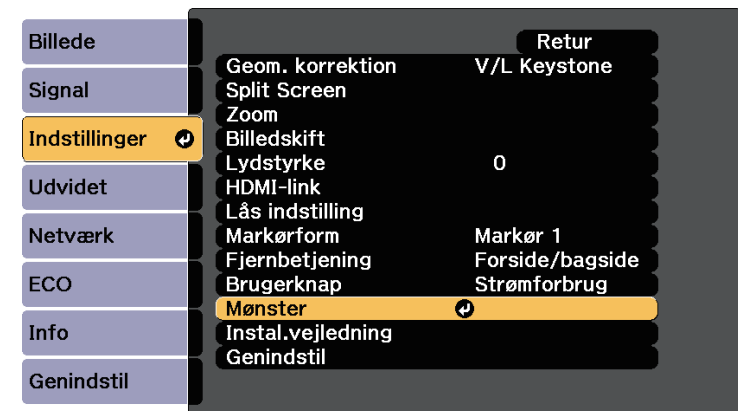 Billede
Signal
Indstillinger
Udvidet
Netværk
ECO
Info
Genindstil
Retur
Geom. korrektion V/L Keystone
Split Screen
Zoom
Billedskift
Lydstyrke 0
HDMI-link
Lås indstilling
Markørform Markør 1
Fjernbetjening Forside/bagside
Brugerknap Strømforbrug
Mønster
Instal.vejledning
Genindstil